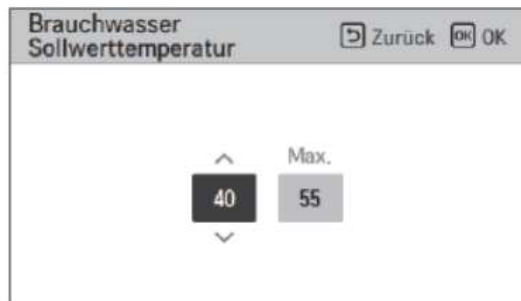 Brauchwasser
Sollwerttemperatur
Zurück OK OK
Max.
40 55